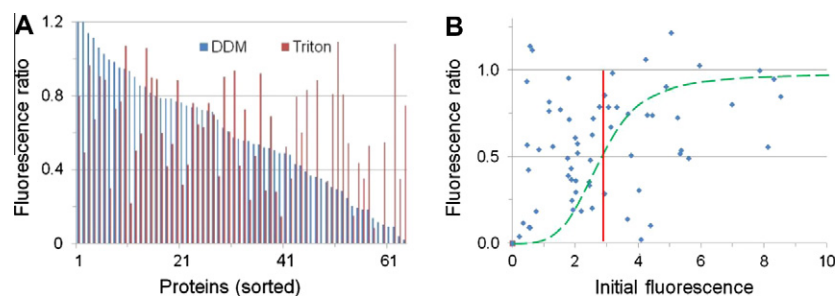 A
B
DDM
Triton
Fluorescence ratio
1.2
0.8
0.4
0
1
21
41
61
Proteins (sorted)
Fluorescence ratio
1.0
0.5
0.0
0
2
4
6
8
10
Initial fluorescence